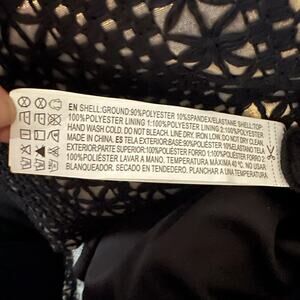 EN SHELL:GROUND:90%POLYESTER 10%SPANDEX/ELASTANE SHELL:TOP:
100%POLYESTER LINING 1:100%POLYESTER LINING 2:100%POLYESTER
HAND WASH COLD. DO NOT BLEACH. LINE DRY. IRON LOW. DO NOT DRY CLEAN.
MADE IN CHINA. ES TELA EXTERIOR:BASE:90%POLIÉSTER 10%ELASTANO TELA
EXTERIOR:PARTE SUPERIOR:100%POLIÉSTER FORRO 1:100%POLIÉSTER FORRO
2:100%POLIÉSTER LAVAR A MANO. TEMPERATURA MÁXIMA 40 ºC. NO USAR
BLANQUEADOR. SECADO EN TENDEDERO. PLANCHAR A UNA TEMPERATURA